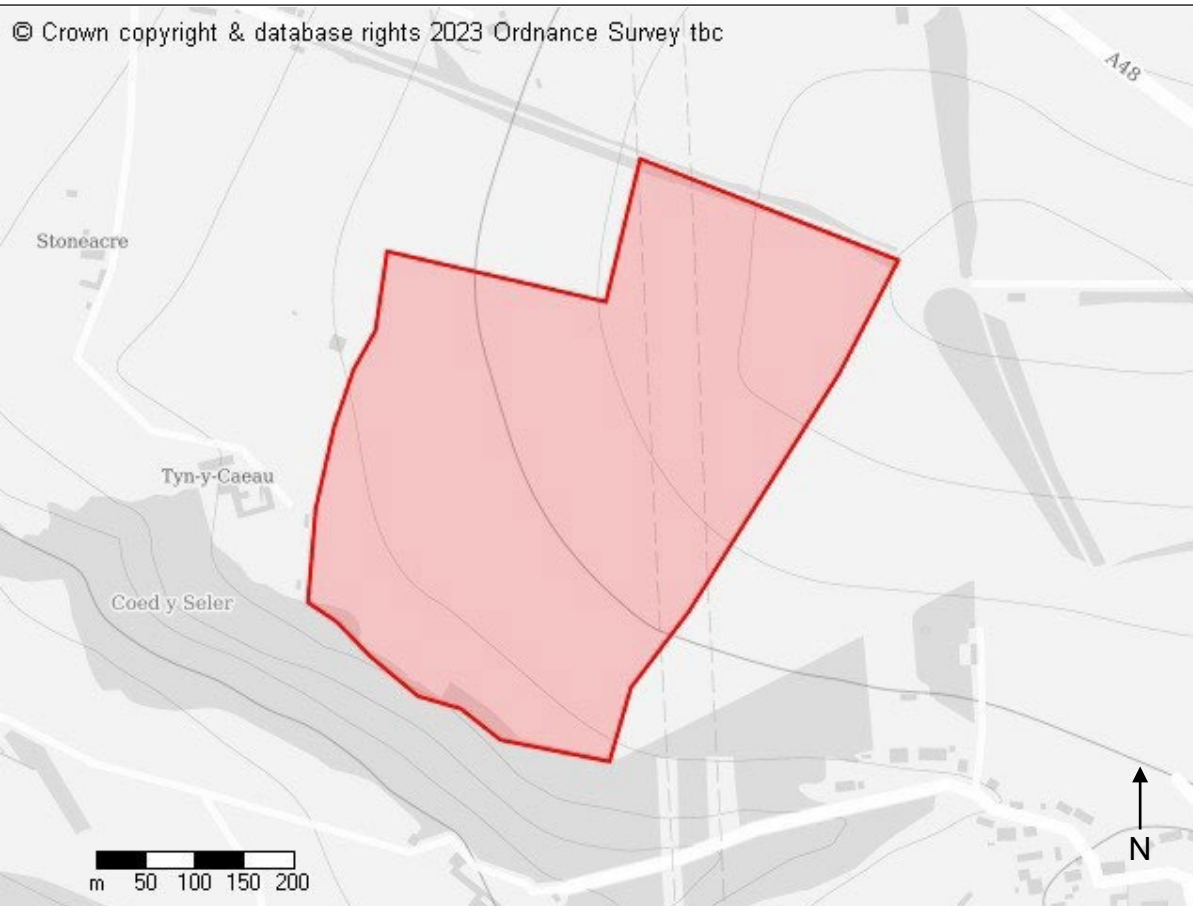 © Crown copyright & database rights 2023 Ordnance Survey tbc
A48
Stoneacre
Tyn-y-Caeau
Coed y Seler
m 50 100 150 200
N